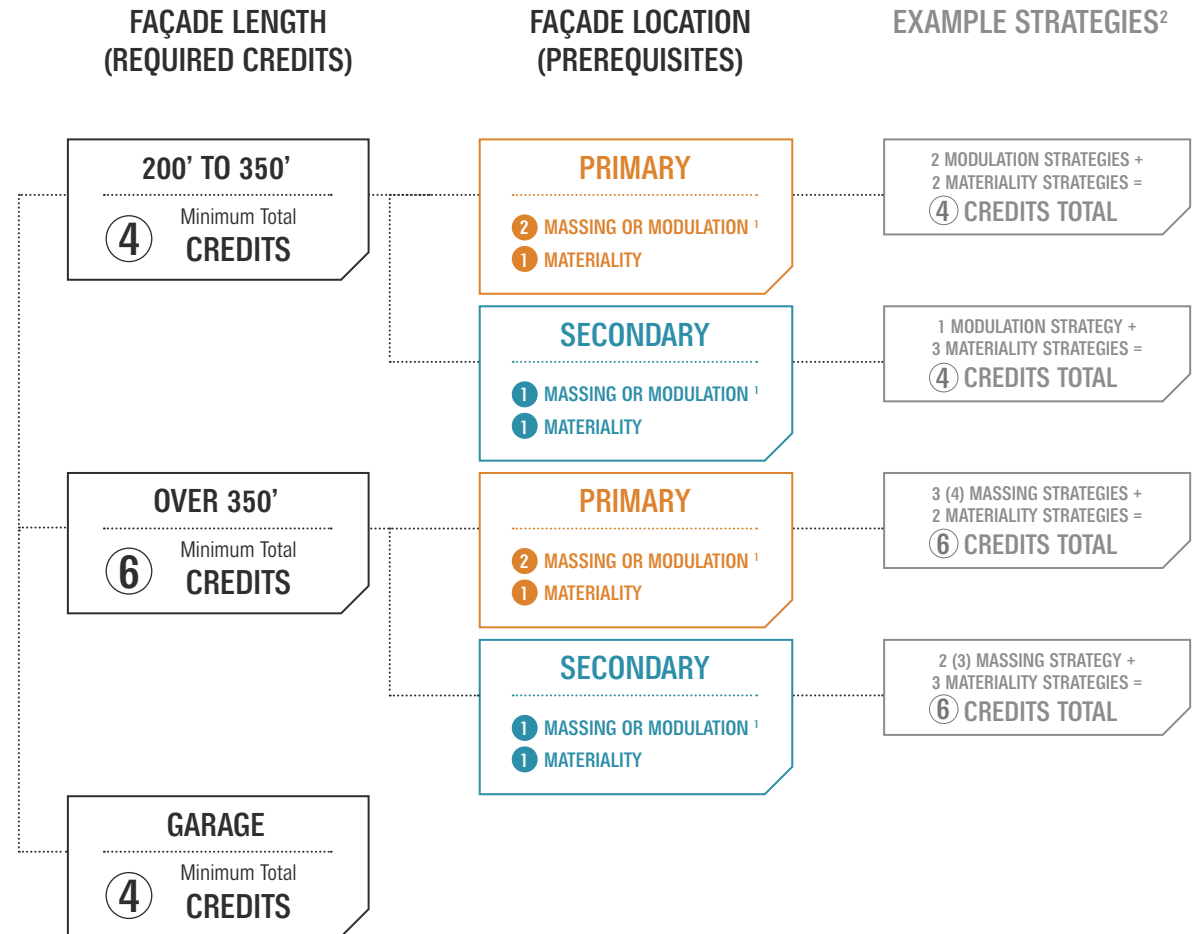 FAÇADE LENGTH
(REQUIRED CREDITS)
FAÇADE LOCATION
(PREREQUISITES)
EXAMPLE STRATEGIES²
200’ TO 350’
4 Minimum Total
CREDITS
PRIMARY
2 MASSING OR MODULATION ¹
1 MATERIALITY
2 MODULATION STRATEGIES +
2 MATERIALITY STRATEGIES =
4 CREDITS TOTAL
SECONDARY
1 MASSING OR MODULATION ¹
1 MATERIALITY
1 MODULATION STRATEGY +
3 MATERIALITY STRATEGIES =
4 CREDITS TOTAL
OVER 350’
6 Minimum Total
CREDITS
PRIMARY
2 MASSING OR MODULATION ¹
1 MATERIALITY
3 (4) MASSING STRATEGIES +
2 MATERIALITY STRATEGIES =
6 CREDITS TOTAL
SECONDARY
1 MASSING OR MODULATION ¹
1 MATERIALITY
2 (3) MASSING STRATEGY +
3 MATERIALITY STRATEGIES =
6 CREDITS TOTAL
GARAGE
4 Minimum Total
CREDITS